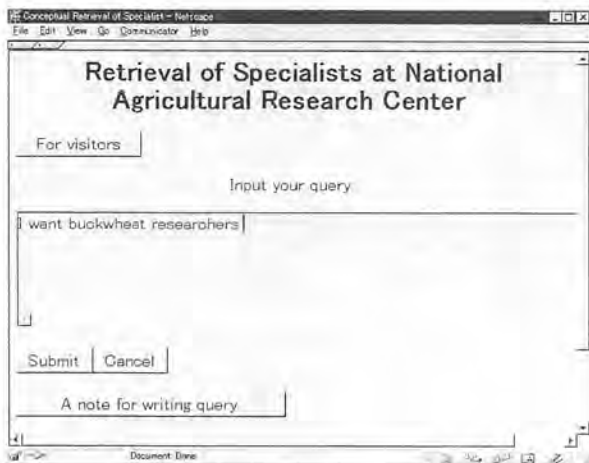 Conceptual Retrieval of Specialist - Netscape
File Edit View Go Communicator Help
Retrieval of Specialists at National
Agricultural Research Center
For visitors
Input your query
I want buckwheat researchers
Submit Cancel
A note for writing query
Document Done